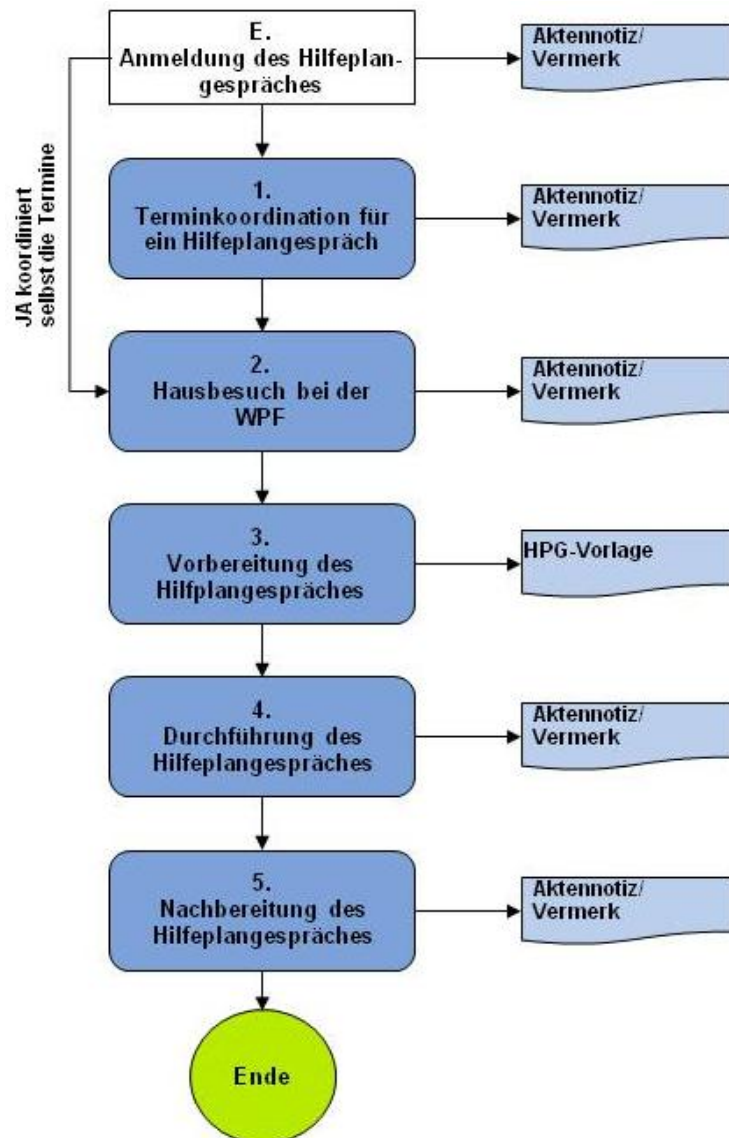 E.
Anmeldung des Hilfeplan-
gespräches
Aktennotiz/
Vermerk
JA koordiniert
selbst die Termine
1.
Terminkoordination für
ein Hilfeplangespräch
Aktennotiz/
Vermerk
2.
Hausbesuch bei der
WPF
Aktennotiz/
Vermerk
3.
Vorbereitung des
Hilfplangespräches
HPG-Vorlage
4.
Durchführung des
Hilfeplangespräches
Aktennotiz/
Vermerk
5.
Nachbereitung des
Hilfeplangespräches
Aktennotiz/
Vermerk
Ende